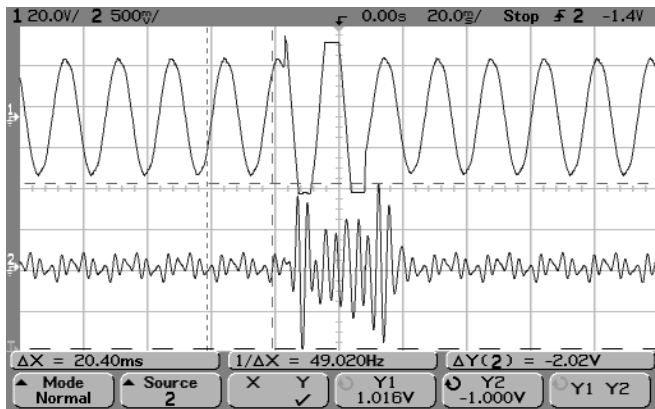 1 20.0V/ 2 500mV/ 0.00s 20.0ms/ Stop 2 -1.4V
1
2
ΔX = 20.40ms 1/ΔX = 49.020Hz ΔY(2) = -2.02V
Mode Source X Y Y1 Y2 Y1 Y2
Normal 2 ✓ 1.016V -1.000V